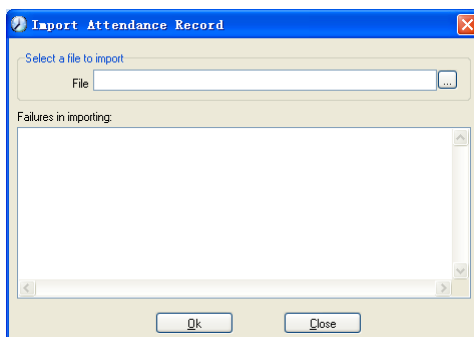 Import Attendance Record
Select a file to import
File
...
Failures in importing:
Ok
Close